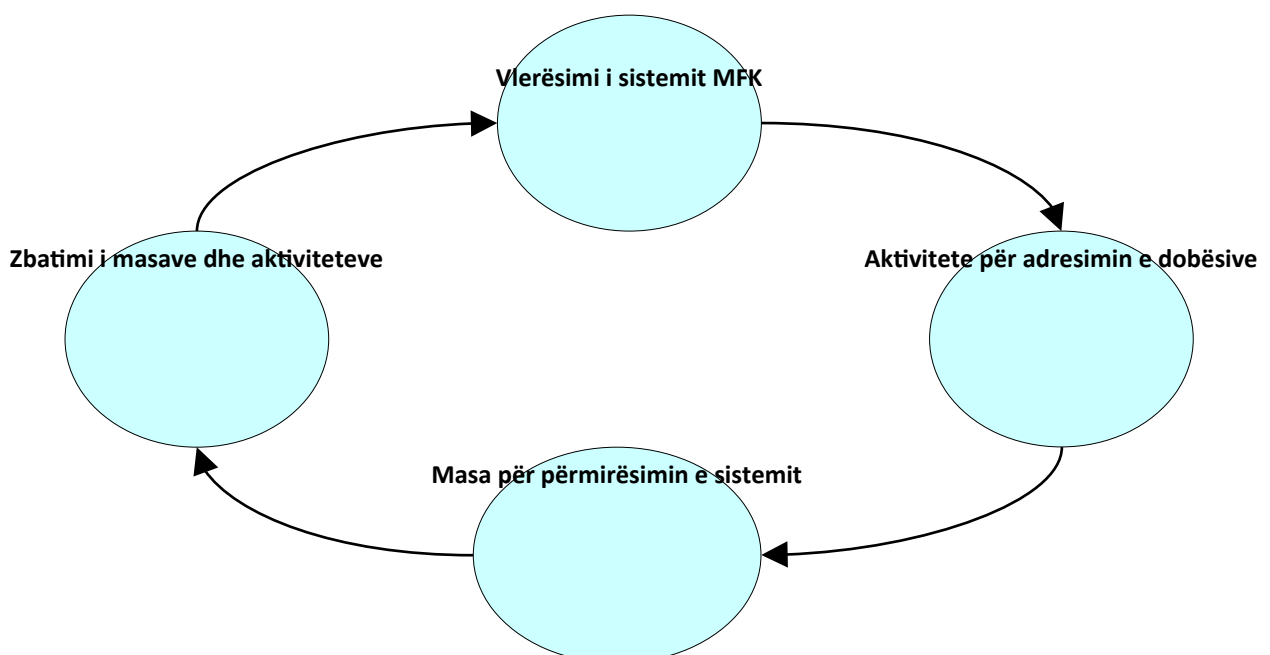 Vlerësimi i sistemit MFK
Zbatimi i masave dhe aktiviteteve
Aktivitete për adresimin e dobësive
Masa për përmirësimin e sistemit